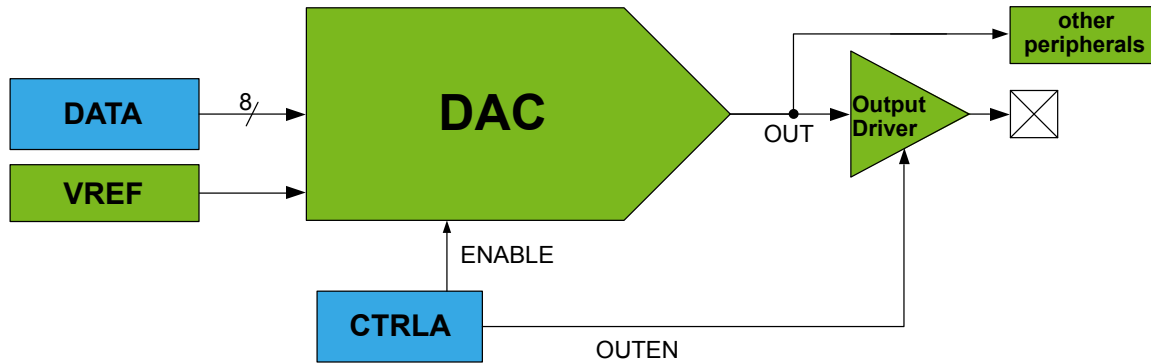 other
peripherals
DATA
8
DAC
OUT
Output
Driver
VREF
ENABLE
CTRLA
OUTEN